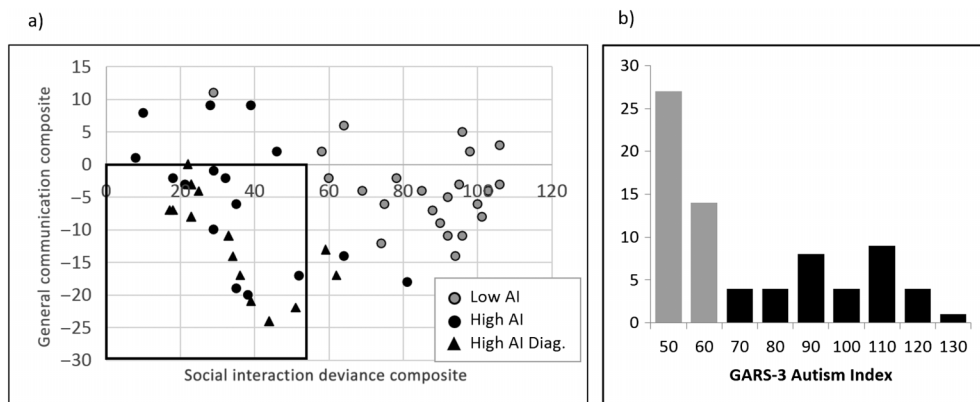 a)
b)
General communication composite
15
10
5
0
−5
−10
−15
−20
−25
−30
0 20 40 60 80 100 120
Social interaction deviance composite
Low AI
High AI
High AI Diag.
30
25
20
15
10
5
0
50 60 70 80 90 100 110 120 130
GARS-3 Autism Index